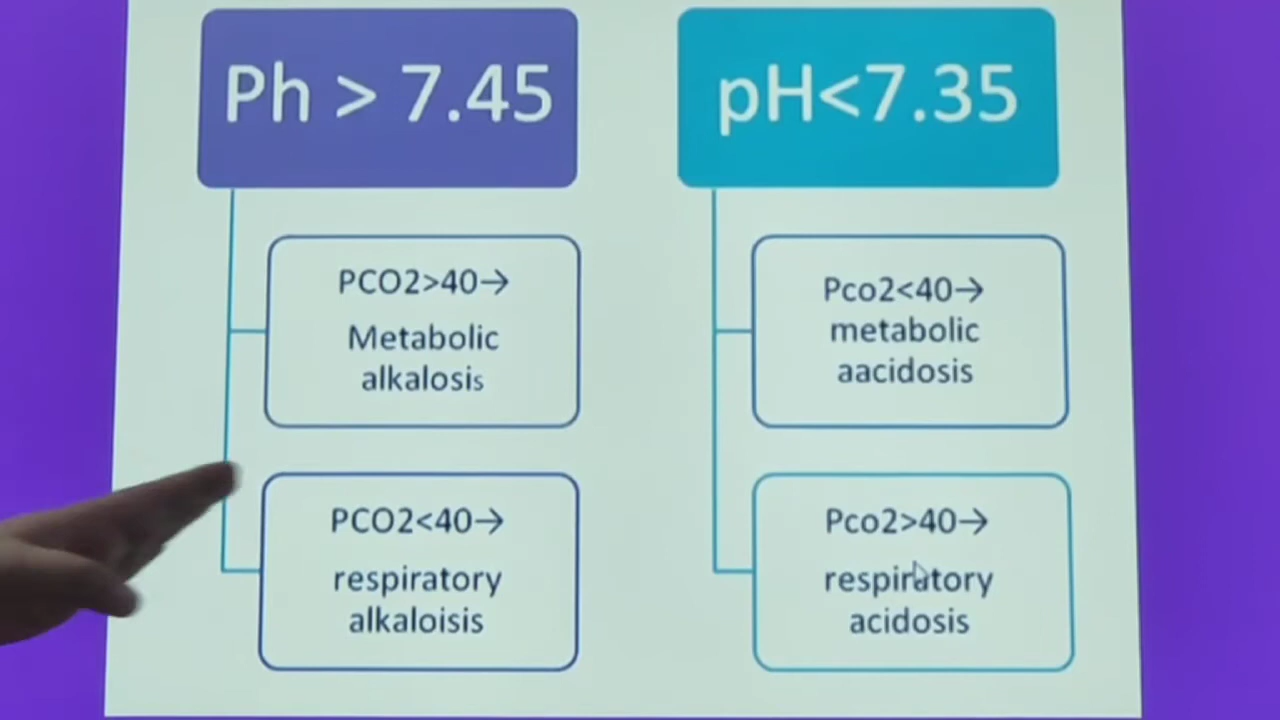 Ph > 7.45
PCO2>40→
Metabolic
alkalosis
PCO2<40→
respiratory
alkaloisis
pH<7.35
Pco2<40→
metabolic
aacidosis
Pco2>40→
respiratory
acidosis